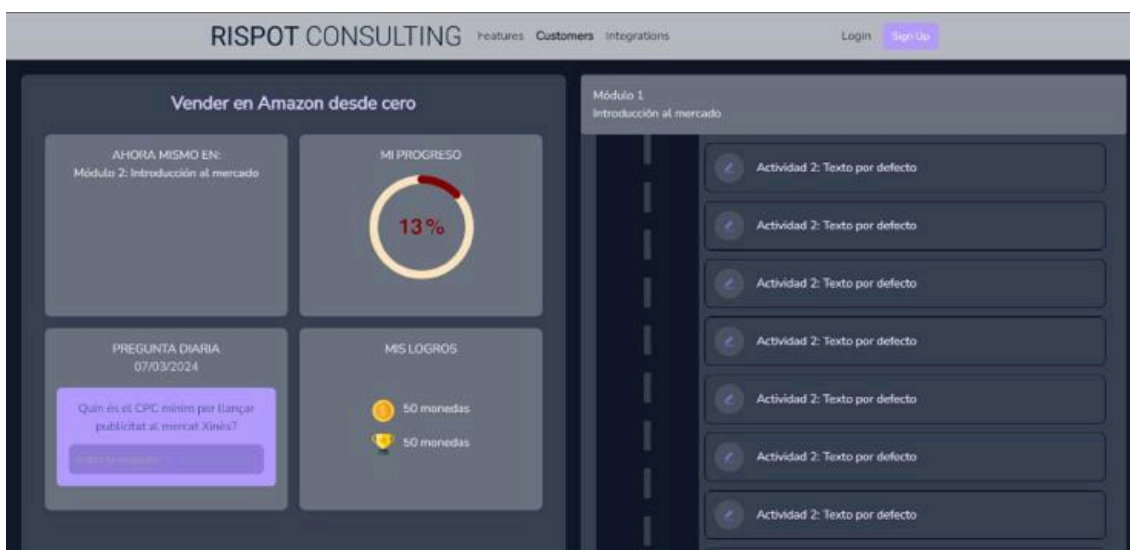 RISPOT CONSULTING Features Customers Integrations Login Sign Up
Vender en Amazon desde cero
AHORA MISMO EN:
Módulo 2: Introducción al mercado
MI PROGRESO
13%
PREGUNTA DIARIA
07/03/2024
Quin és el CPC mínim per llançar
publicitat al mercat Xinès?
MIS LOGROS
50 monedas
50 monedas
Módulo 1
Introducción al mercado
Actividad 2: Texto por defecto
Actividad 2: Texto por defecto
Actividad 2: Texto por defecto
Actividad 2: Texto por defecto
Actividad 2: Texto por defecto
Actividad 2: Texto por defecto
Actividad 2: Texto por defecto